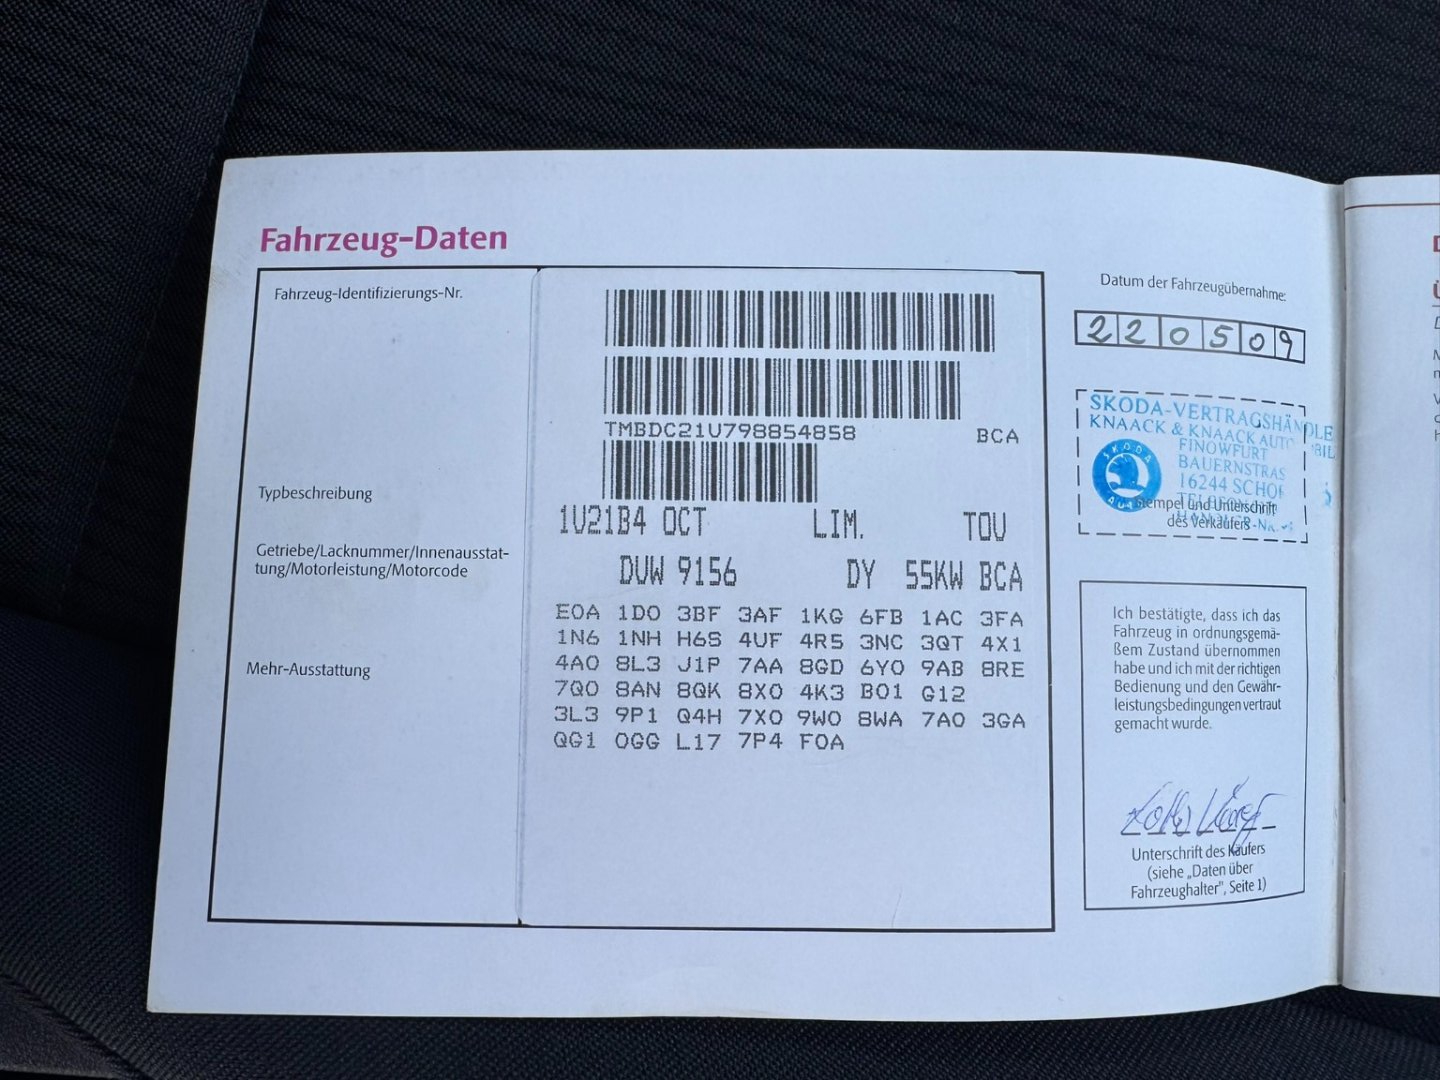 Fahrzeug-Daten
Fahrzeug-Identifizierungs-Nr.
TMBDC21U798854858 BCA
Typbeschreibung
1U21B4 OCT LIM. TOU
Getriebe/Lacknummer/Innenausstat-
tung/Motorleistung/Motorcode
DUW 9156 DY 55KW BCA
Mehr-Ausstattung
E0A 1D0 3BF 3AF 1KG 6FB 1AC 3FA
1N6 1NH H6S 4UF 4R5 3NC 3QT 4X1
4A0 8L3 J1P 7AA 8GD 6Y0 9AB 8RE
7Q0 8AN 8QK 8X0 4K3 B01 G12
3L3 9P1 Q4H 7X0 9W0 8WA 7A0 3GA
QG1 0GG L17 7P4 F0A
Datum der Fahrzeugübernahme:
220509
SKODA-VERTRAGSHÄNDLE
KNAACK & KNAACK AUTO
FINOWFURT
BAUERNSTRAS
16244 SCHO
SKODA
AUTO
Stempel und Unterschrift
des Verkäufers
Ich bestätige, dass ich das
Fahrzeug in ordnungsgemä-
ßem Zustand übernommen
habe und ich mit der richtigen
Bedienung und den Gewähr-
leistungsbedingungen vertraut
gemacht wurde.
Unterschrift des Käufers
(siehe „Daten über
Fahrzeughalter", Seite 1)